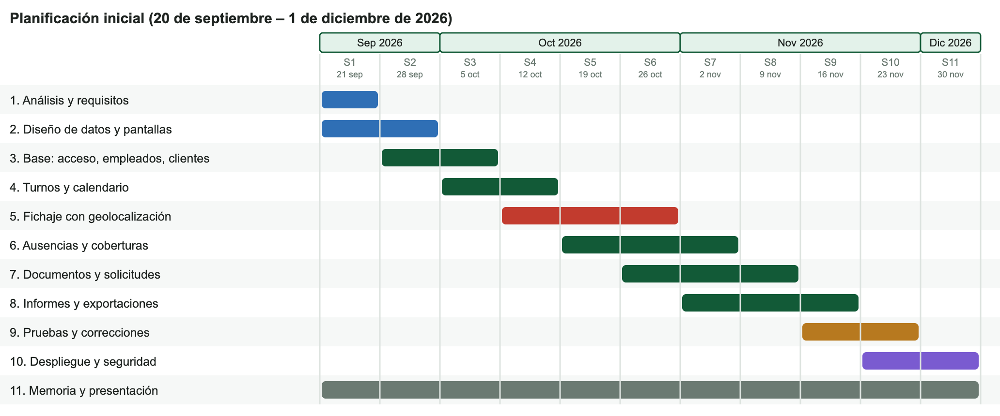 Planificación inicial (20 de septiembre – 1 de diciembre de 2026)
Sep 2026 Oct 2026 Nov 2026 Dic 2026
S1 S2 S3 S4 S5 S6 S7 S8 S9 S10 S11
21 sep 28 sep 5 oct 12 oct 19 oct 26 oct 2 nov 9 nov 16 nov 23 nov 30 nov
1. Análisis y requisitos
2. Diseño de datos y pantallas
3. Base: acceso, empleados, clientes
4. Turnos y calendario
5. Fichaje con geolocalización
6. Ausencias y coberturas
7. Documentos y solicitudes
8. Informes y exportaciones
9. Pruebas y correcciones
10. Despliegue y seguridad
11. Memoria y presentación